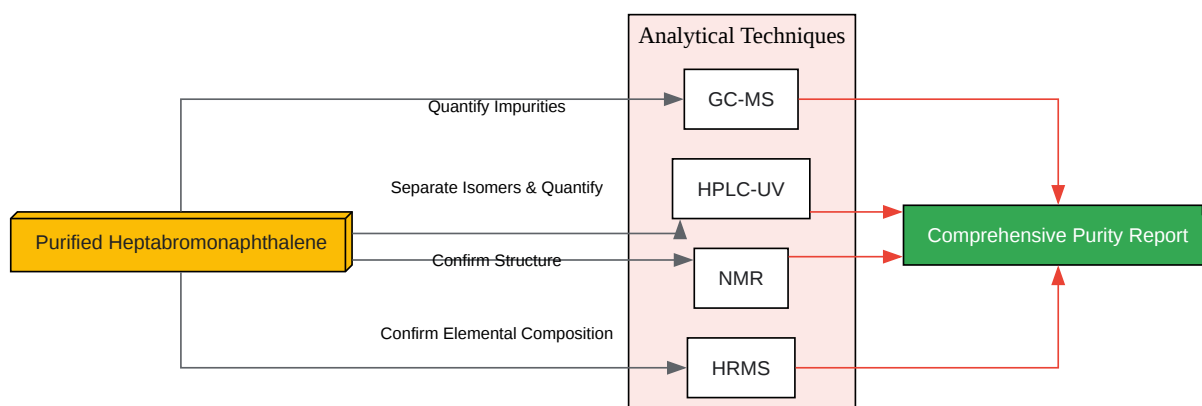 Analytical Techniques
Quantify Impurities
GC-MS
Separate Isomers & Quantify
HPLC-UV
Purified Heptabromonaphthalene
Comprehensive Purity Report
Confirm Structure
NMR
Confirm Elemental Composition
HRMS